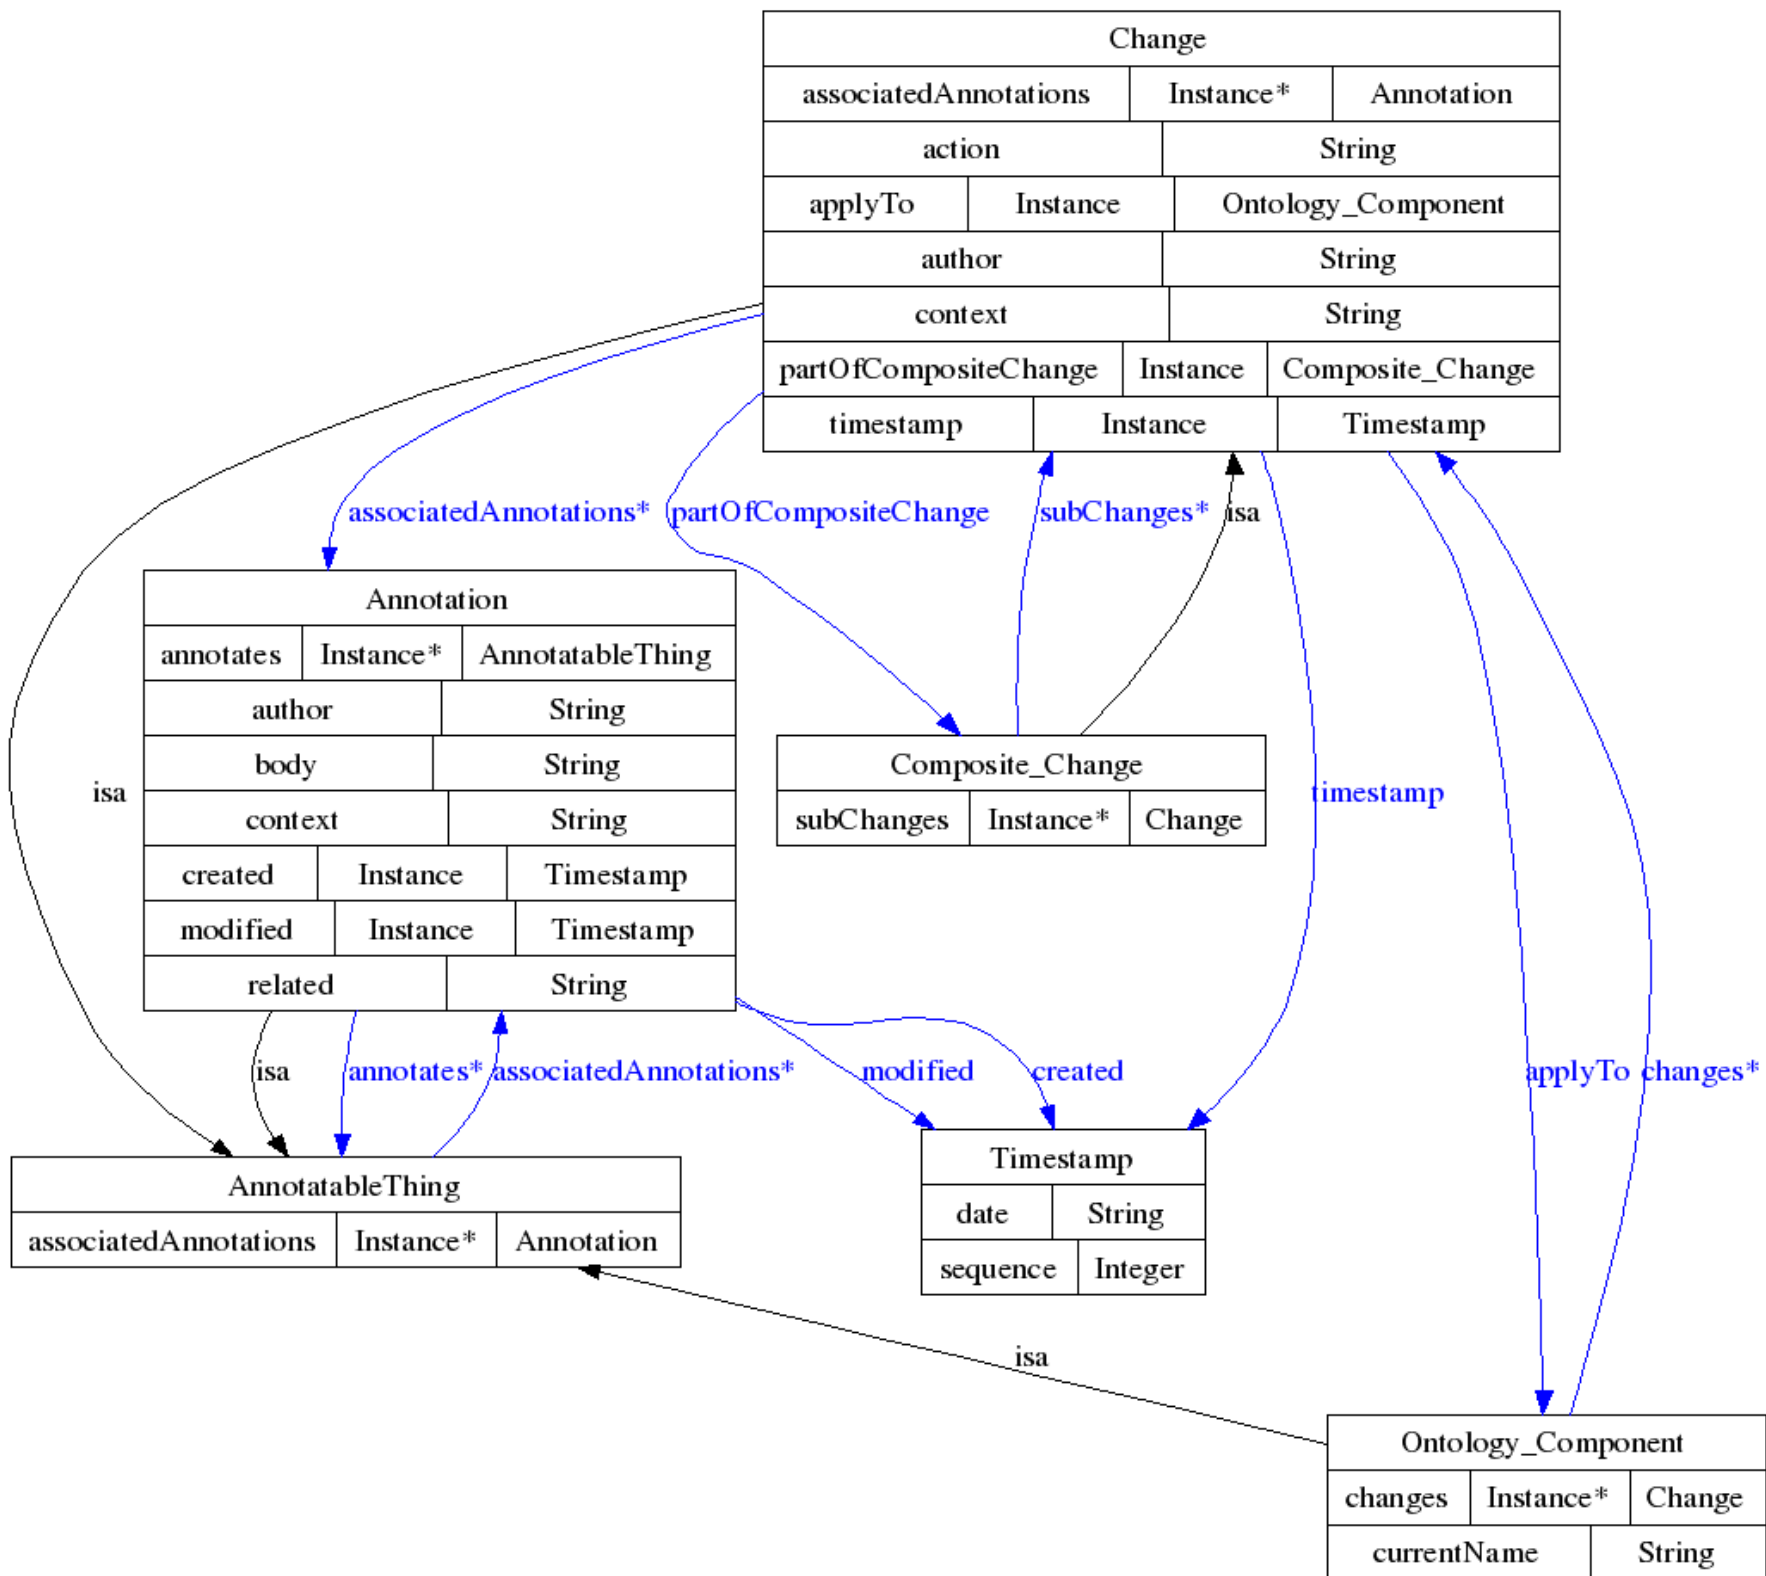 Change
associatedAnnotations Instance* Annotation
action String
applyTo Instance Ontology_Component
author String
context String
partOfCompositeChange Instance Composite_Change
timestamp Instance Timestamp
associatedAnnotations* partOfCompositeChange subChanges* isa
Annotation
annotates Instance* AnnotatableThing
author String
body String
context String
created Instance Timestamp
modified Instance Timestamp
related String
isa
Composite_Change
subChanges Instance* Change
timestamp
isa annotates* associatedAnnotations* modified created applyTo changes*
AnnotatableThing
associatedAnnotations Instance* Annotation
Timestamp
date String
sequence Integer
isa
Ontology_Component
changes Instance* Change
currentName String